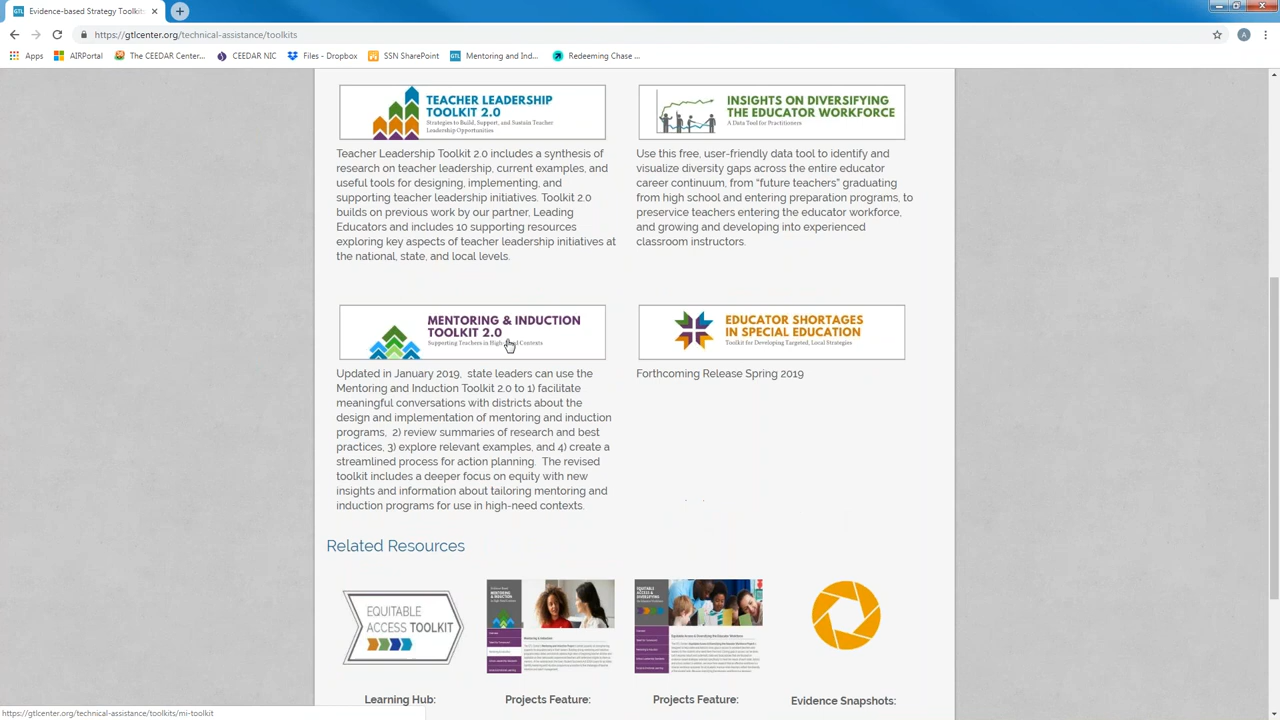 Evidence-based Strategy Toolkits
https://gtlcenter.org/technical-assistance/toolkits
Apps
AIRPortal
The CEEDAR Center...
CEEDAR NIC
Files - Dropbox
SSN SharePoint
Mentoring and Ind...
Redeeming Chase ...
TEACHER LEADERSHIP
TOOLKIT 2.0
Strategies to Build, Support, and Sustain Teacher
Leadership Opportunities
Teacher Leadership Toolkit 2.0 includes a synthesis of
research on teacher leadership, current examples, and
useful tools for designing, implementing, and
supporting teacher leadership initiatives. Toolkit 2.0
builds on previous work by our partner, Leading
Educators and includes 10 supporting resources
exploring key aspects of teacher leadership initiatives at
the national, state, and local levels.
INSIGHTS ON DIVERSIFYING
THE EDUCATOR WORKFORCE
A Data Tool for Practitioners
Use this free, user-friendly data tool to identify and
visualize diversity gaps across the entire educator
career continuum, from “future teachers” graduating
from high school and entering preparation programs, to
preservice teachers entering the educator workforce,
and growing and developing into experienced
classroom instructors.
MENTORING & INDUCTION
TOOLKIT 2.0
Supporting Teachers in High-Need Contexts
Updated in January 2019, state leaders can use the
Mentoring and Induction Toolkit 2.0 to 1) facilitate
meaningful conversations with districts about the
design and implementation of mentoring and induction
programs, 2) review summaries of research and best
practices, 3) explore relevant examples, and 4) create a
streamlined process for action planning. The revised
toolkit includes a deeper focus on equity with new
insights and information about tailoring mentoring and
induction programs for use in high-need contexts.
EDUCATOR SHORTAGES
IN SPECIAL EDUCATION
Toolkit for Developing Targeted, Local Strategies
Forthcoming Release Spring 2019
Related Resources
EQUITABLE
ACCESS TOOLKIT
MENTORING
& INDUCTION
Learning Hub:
Projects Feature:
Projects Feature:
Evidence Snapshots:
https://gtlcenter.org/technical-assistance/toolkits/mi-toolkit